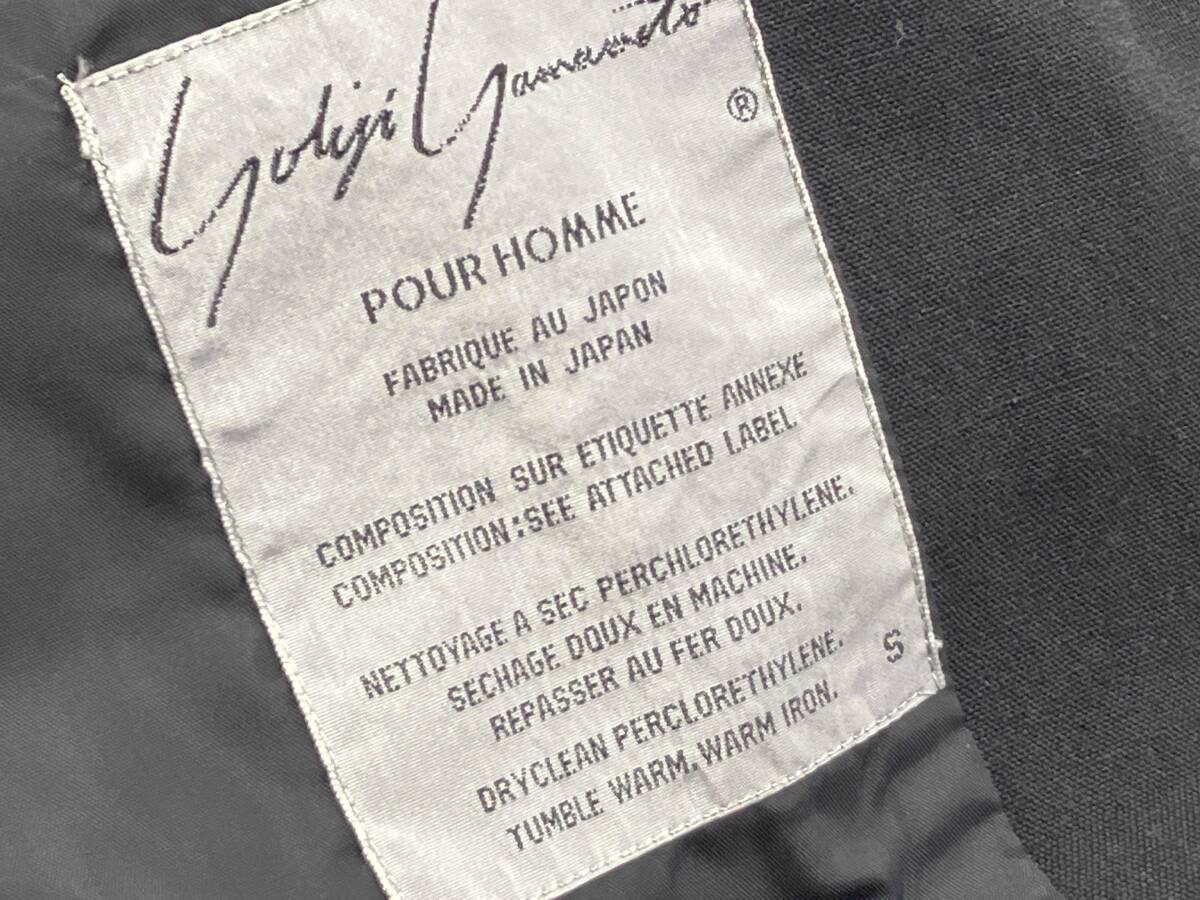 Yohji Yamamoto
®
POUR HOMME
FABRIQUE AU JAPON
MADE IN JAPAN
COMPOSITION SUR ETIQUETTE ANNEXE
COMPOSITION:SEE ATTACHED LABEL
NETTOYAGE A SEC PERCHLORETHYLENE.
SECHAGE DOUX EN MACHINE.
REPASSER AU FER DOUX.
S
DRYCLEAN PERCLORETHYLENE.
TUMBLE WARM.WARM IRON.